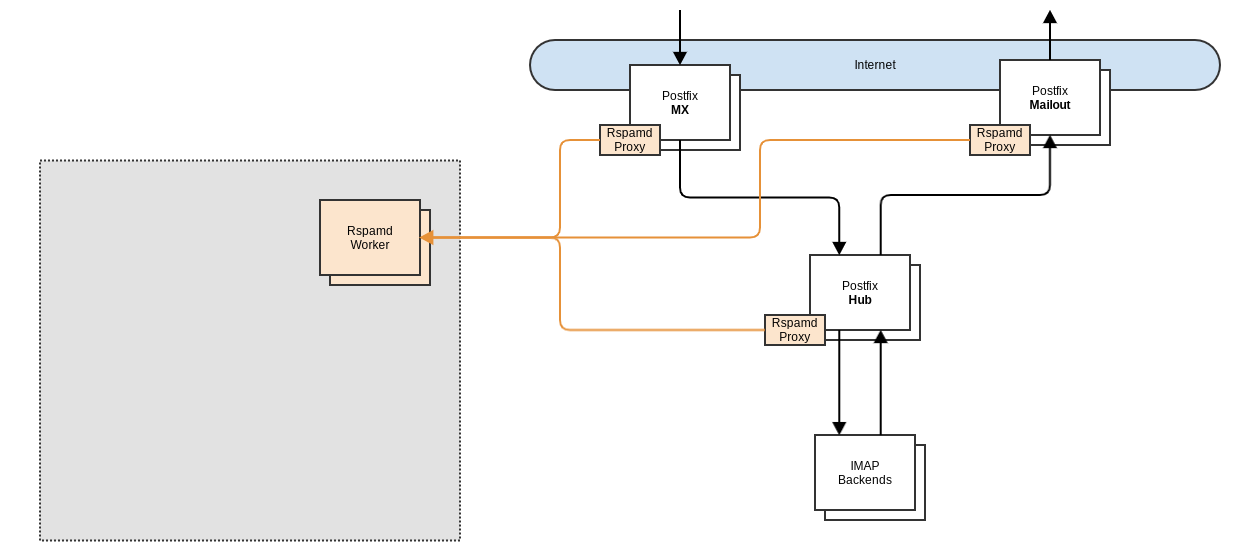 Internet
Postfix
MX
Postfix
Mailout
Rspamd
Proxy
Rspamd
Proxy
Rspamd
Worker
Postfix
Hub
Rspamd
Proxy
IMAP
Backends